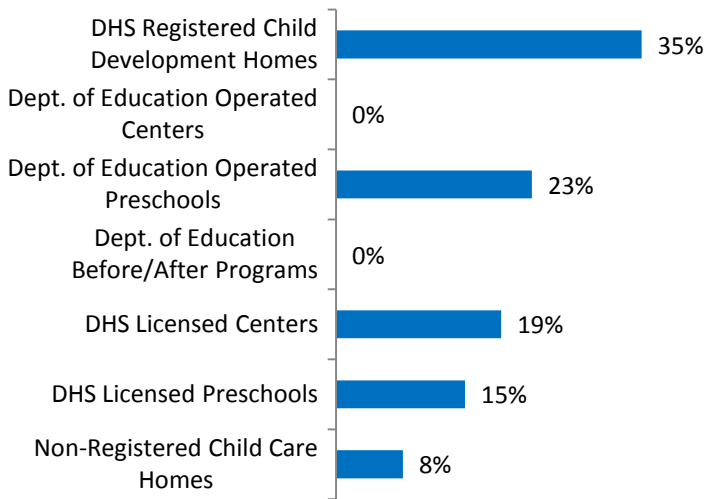 DHS Registered Child
Development Homes
35%
Dept. of Education Operated
Centers
0%
Dept. of Education Operated
Preschools
23%
Dept. of Education
Before/After Programs
0%
DHS Licensed Centers
19%
DHS Licensed Preschools
15%
Non-Registered Child Care
Homes
8%